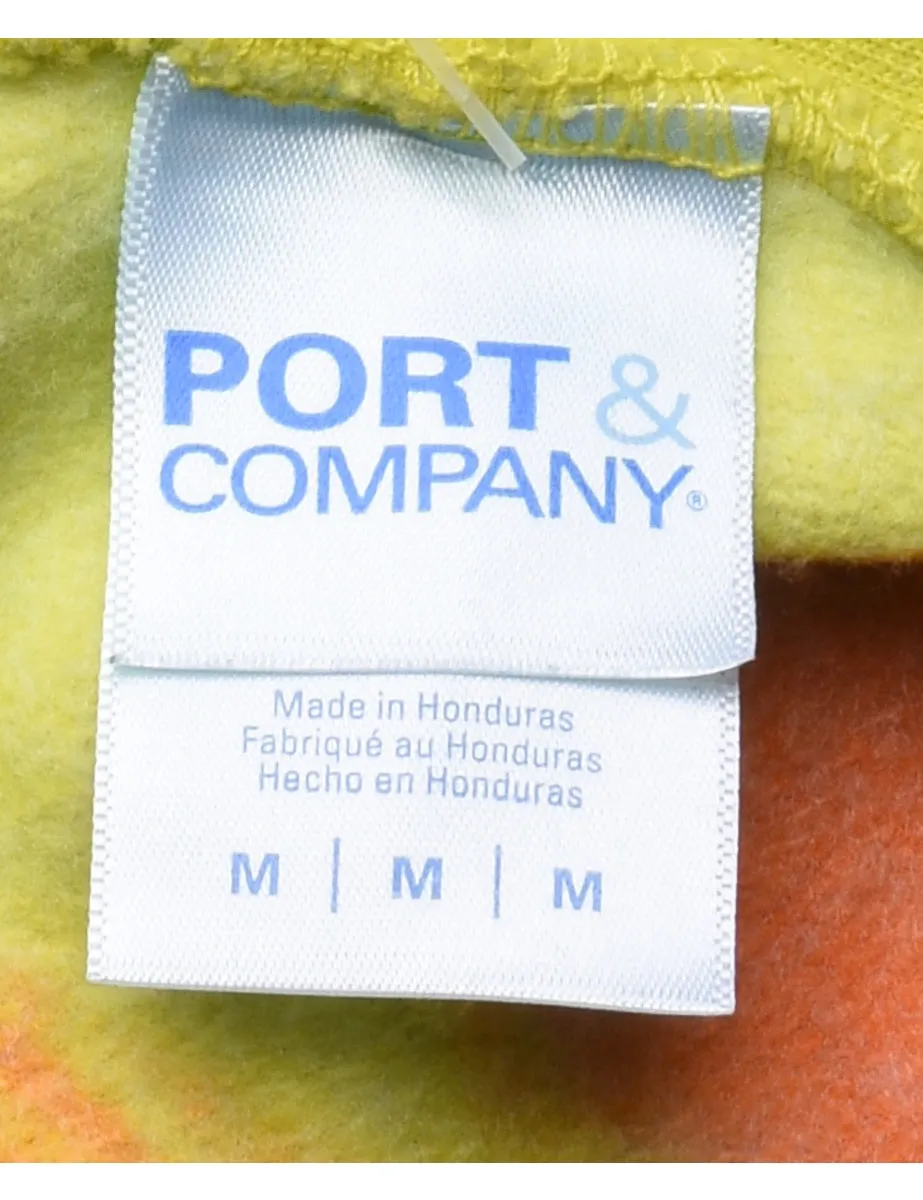 PORT &
COMPANY®
Made in Honduras
Fabriqué au Honduras
Hecho en Honduras
M | M | M